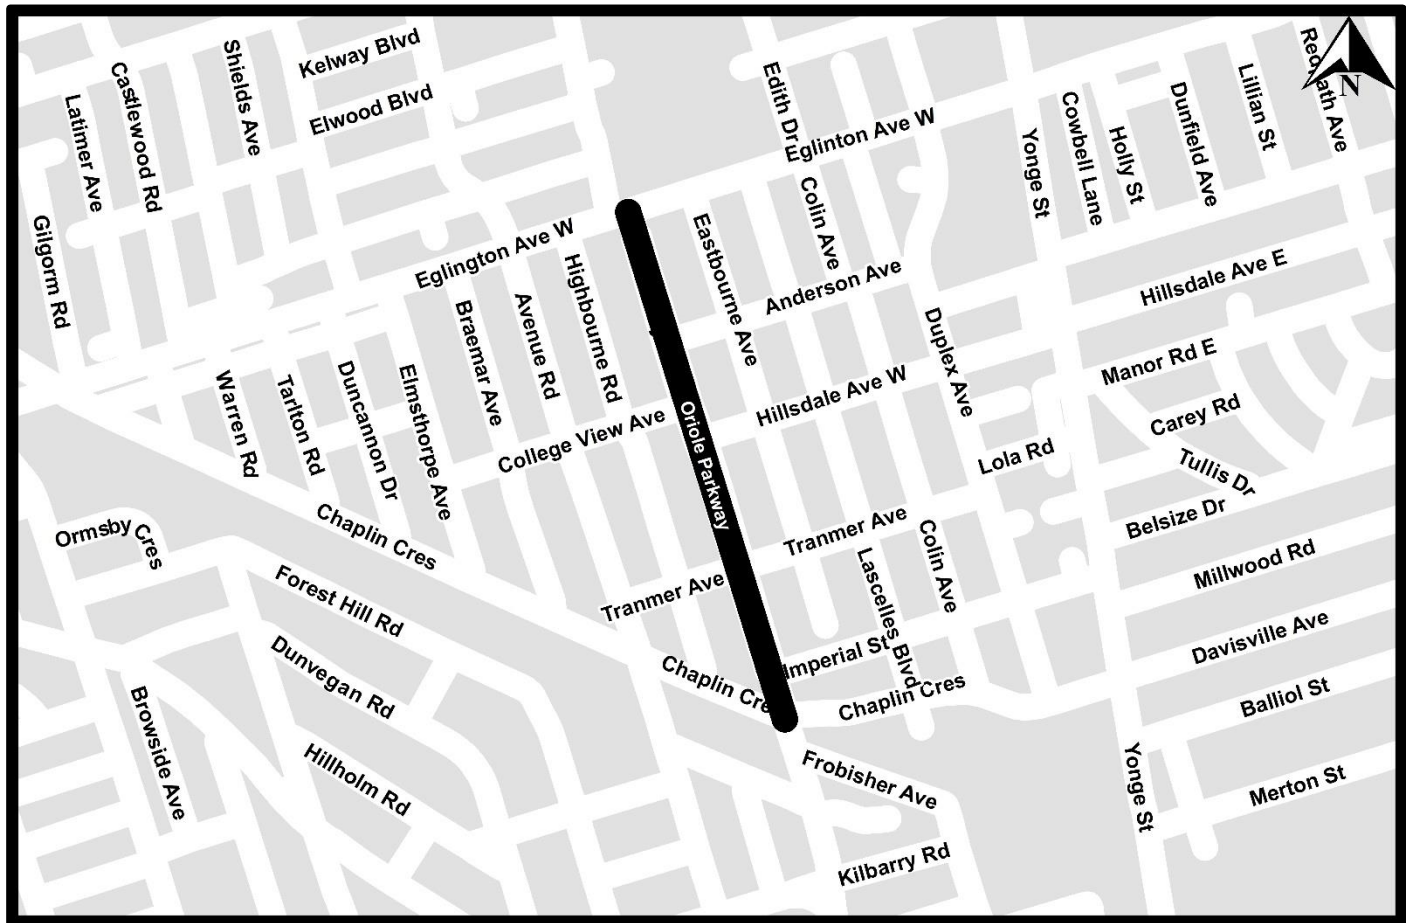 Kelway Blvd
Shields Ave
Castlewood Rd
Latimer Ave
Elwood Blvd
Edith Dr
Eglinton Ave W
Yonge St
Cowbell Lane
Holly St
Dunfield Ave
Lillian St
N
Gilgorm Rd
Eglington Ave W
Highbourne Rd
Eastbourne Ave
Colin Ave
Anderson Ave
Hillsdale Ave E
Braemar Ave
Avenue Rd
Duplex Ave
Manor Rd E
Warren Rd
Tarlton Rd
Duncannon Dr
Elmsthorpe Ave
College View Ave
Oriole Parkway
Hillsdale Ave W
Lola Rd
Carey Rd
Tullis Dr
Ormsby Cres
Chaplin Cres
Tranmer Ave
Belsize Dr
Forest Hill Rd
Tranmer Ave
Lascelles Blvd
Colin Ave
Millwood Rd
Dunvegan Rd
Chaplin
Imperial St
Chaplin Cres
Davisville Ave
Browside Ave
Hillholm Rd
Frobisher Ave
Yonge St
Balliol St
Merton St
Kilbarry Rd